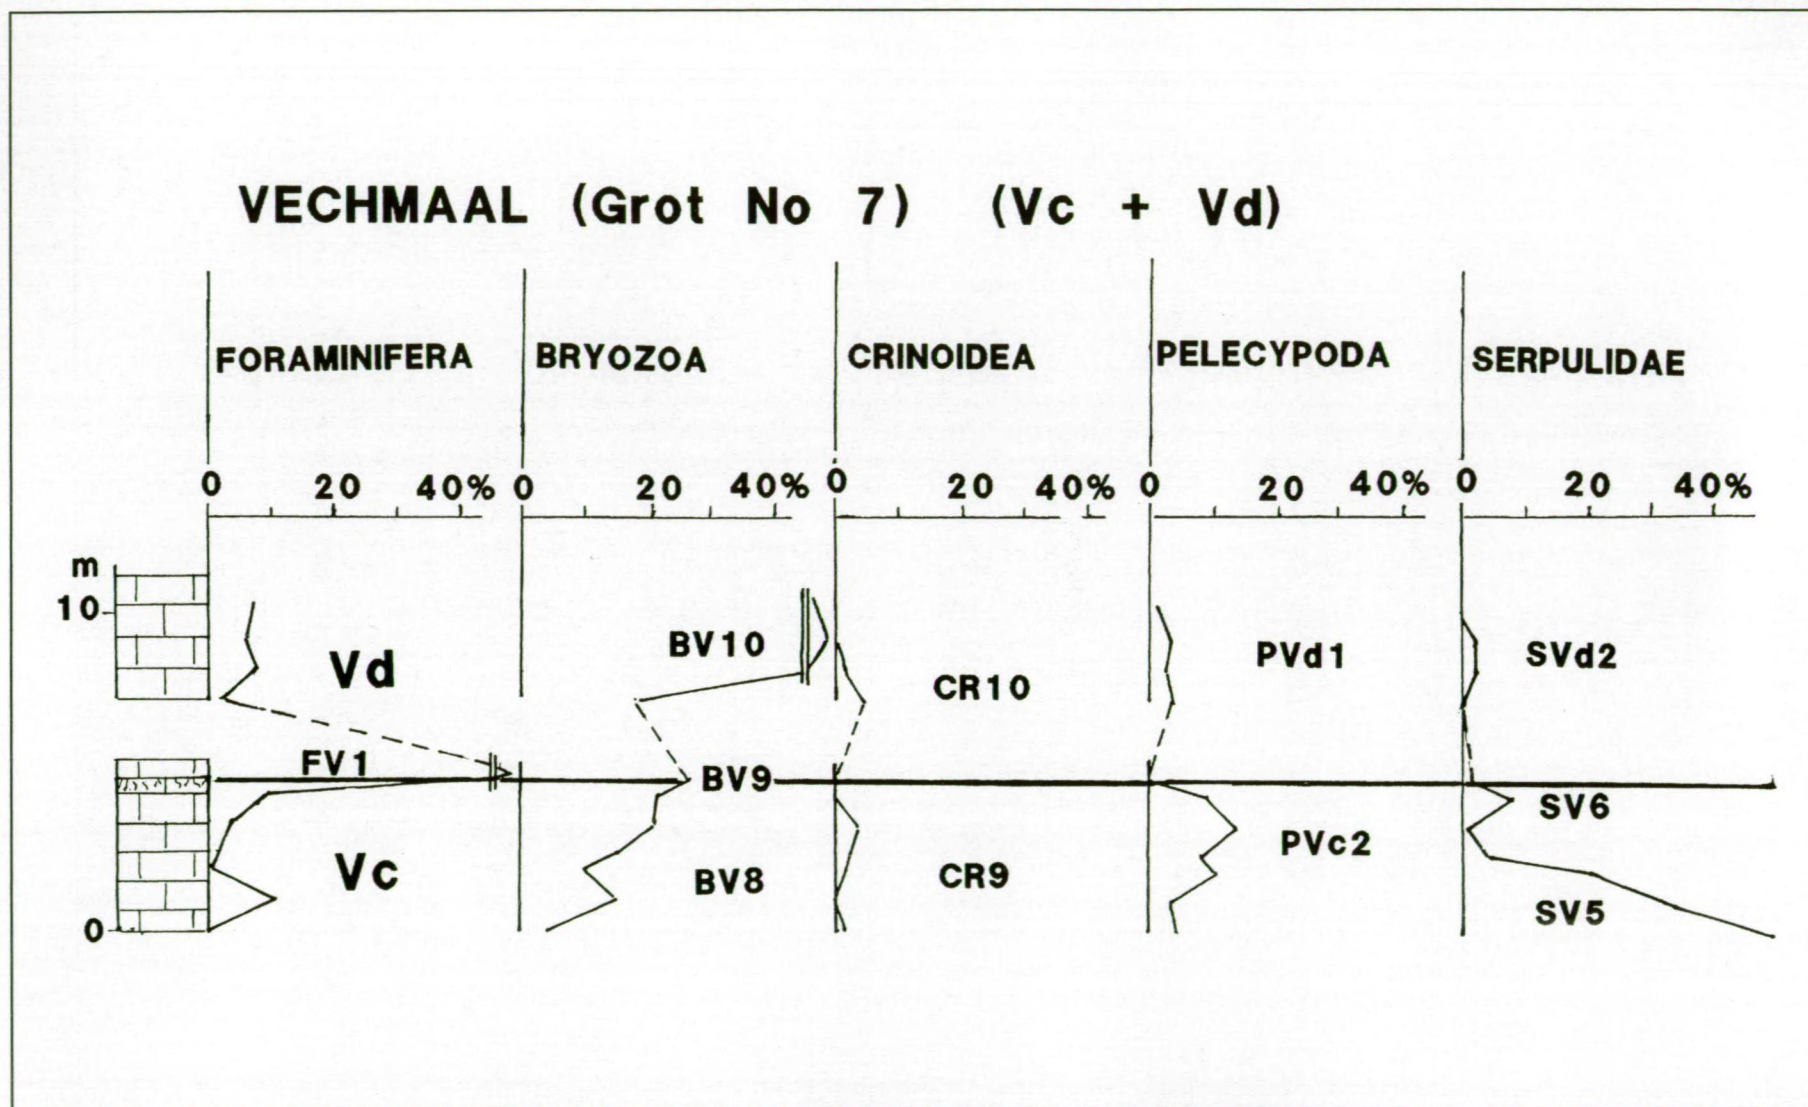 VECHMAAL (Grot No 7) (Vc + Vd)
FORAMINIFERA BRYOZOA CRINOIDEA PELECYPODA SERPULIDAE
0 20 40% 0 20 40% 0 20 40% 0 20 40% 0 20 40%
m
10
BV10 PVd1 SVd2
Vd CR10
FV1 BV9
SV6
PVc2
Vc BV8 CR9
SV5
0